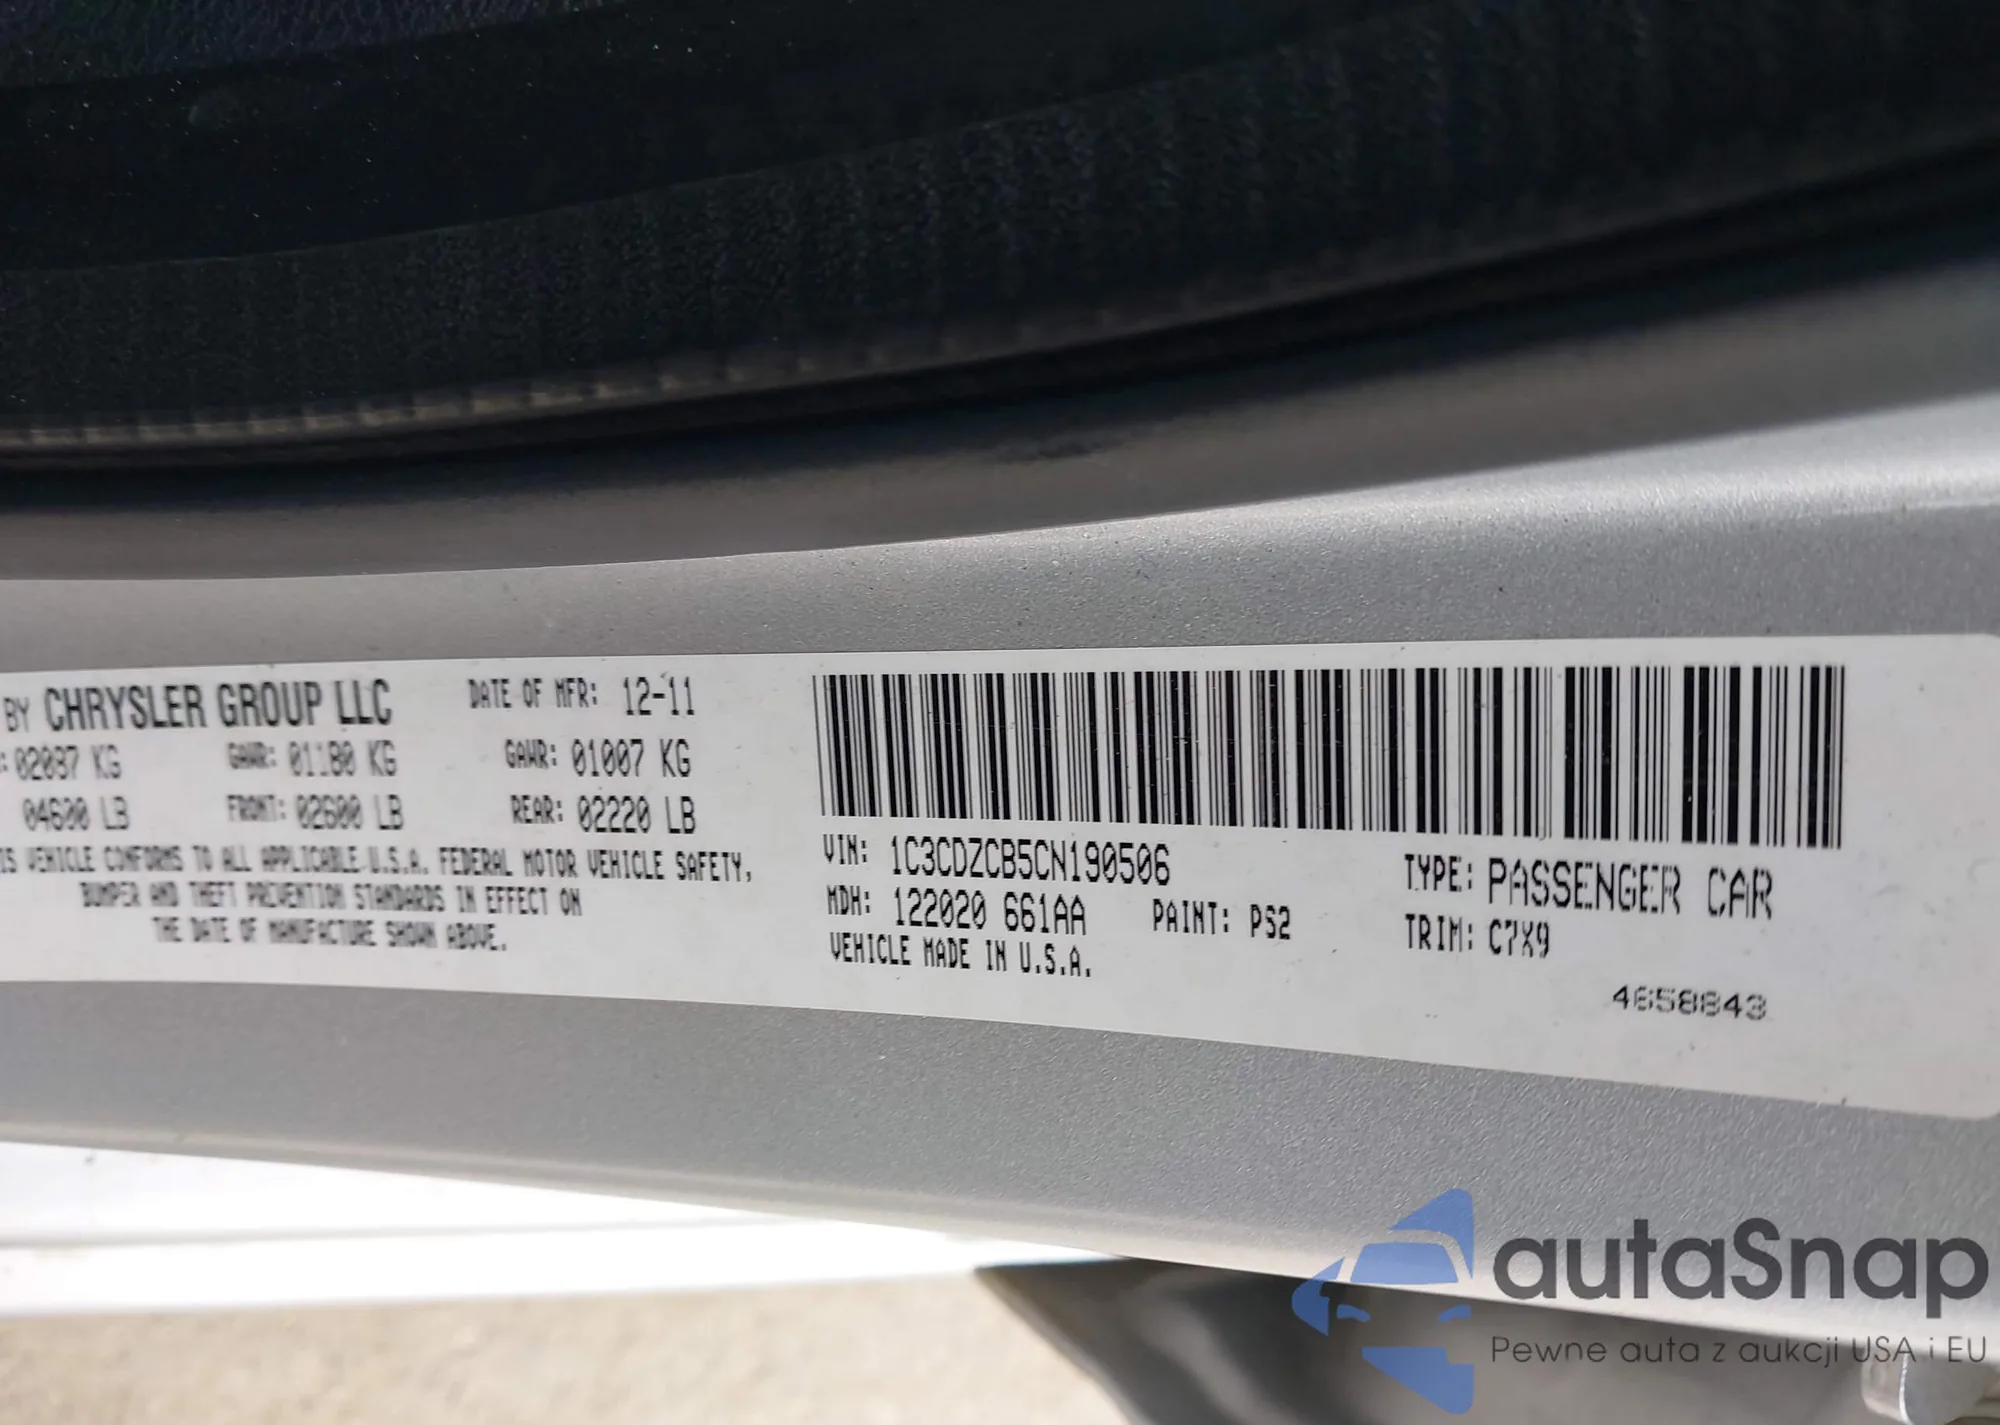 BY CHRYSLER GROUP LLC DATE OF MFR: 12-11
: 02087 KG GAWR: 01180 KG GAWR: 01007 KG
04600 LB FRONT: 02600 LB REAR: 02220 LB
IS VEHICLE CONFORMS TO ALL APPLICABLE U.S.A. FEDERAL MOTOR VEHICLE SAFETY,
BUMPER AND THEFT PREVENTION STANDARDS IN EFFECT ON
THE DATE OF MANUFACTURE SHOWN ABOVE.
VIN: 1C3CDZCB5CN190506 TYPE: PASSENGER CAR
MDH: 122020 661AA PAINT: PS2 TRIM: C7X9
VEHICLE MADE IN U.S.A.
4658843
autaSnap
Pewne auta z aukcji USA i EU